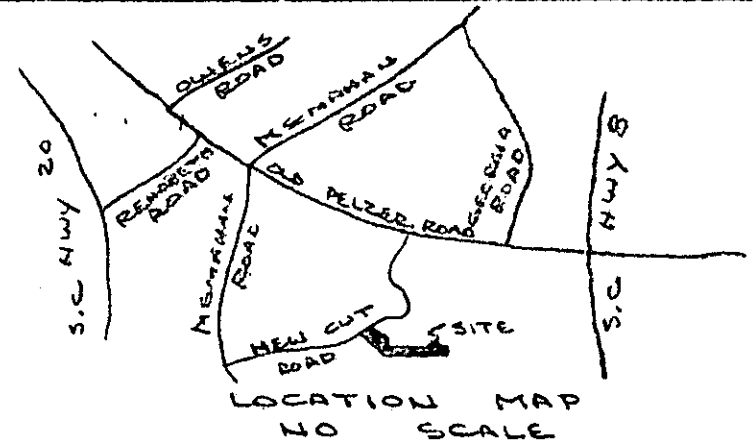 OWENS
ROAD
MCMAHAN
ROAD
S.C HWY 20
ROAD
OLD PELZER ROAD
GEORGIA
ROAD
S.C HWY 8
MCMAHAN
ROAD
NEW CUT
ROAD
SITE
LOCATION MAP
NO SCALE